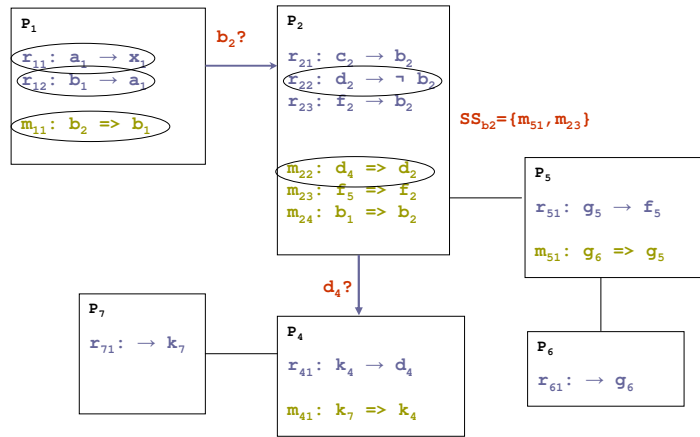 P₁
r₁₁: a₁ → x₁
r₁₂: b₁ → a₁
m₁₁: b₂ => b₁
b₂?
P₂
r₂₁: c₂ → b₂
r₂₂: d₂ → ¬ b₂
r₂₃: f₂ → b₂
m₂₂: d₄ => d₂
m₂₃: f₅ => f₂
m₂₄: b₁ => b₂
SS_b₂={m₅₁,m₂₃}
P₅
r₅₁: g₅ → f₅
m₅₁: g₆ => g₅
d₄?
P₇
r₇₁: → k₇
P₄
r₄₁: k₄ → d₄
m₄₁: k₇ => k₄
P₆
r₆₁: → g₆